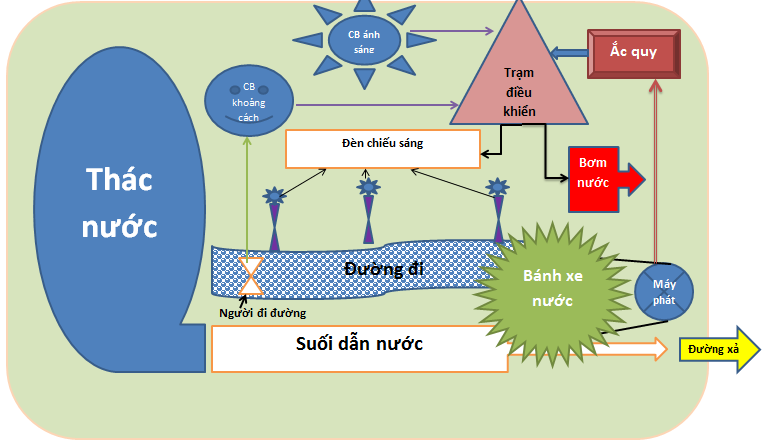 CB ánh
sáng
Ắc quy
Trạm
điều
khiển
CB
khoảng
cách
Đèn chiếu sáng
Bơm
nước
Thác
nước
Đường đi
Bánh xe
nước
Máy
phát
Người đi đường
Suối dẫn nước
Đường xả